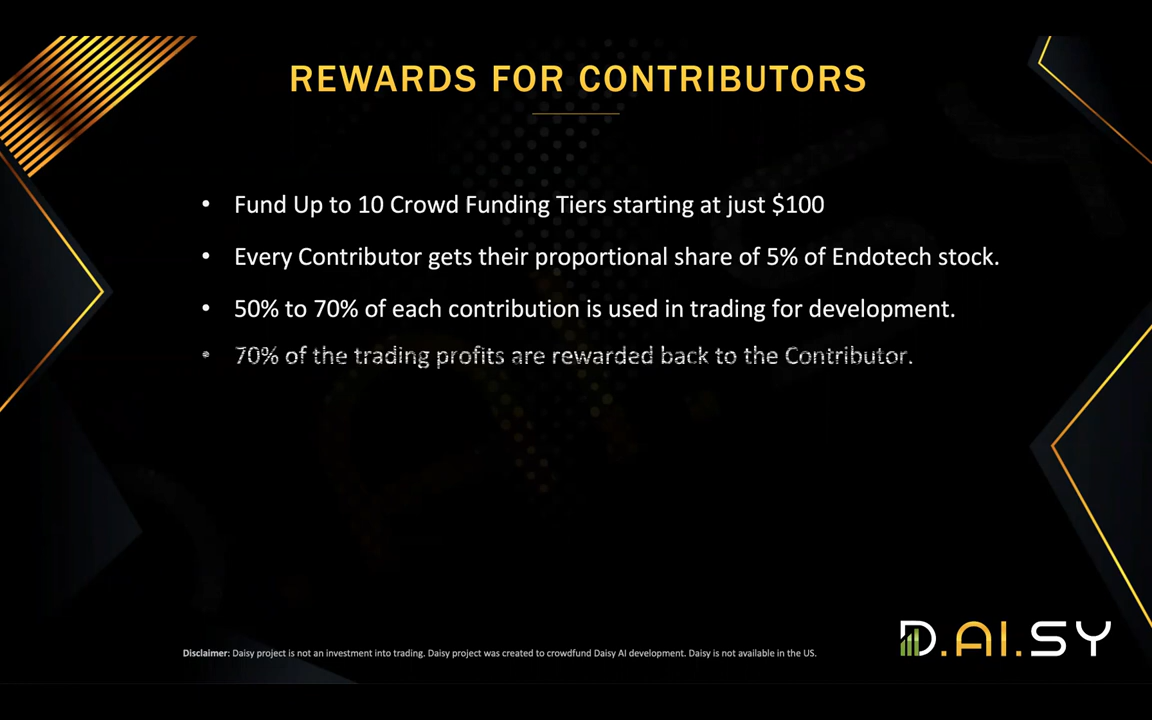 REWARDS FOR CONTRIBUTORS
• Fund Up to 10 Crowd Funding Tiers starting at just $100
• Every Contributor gets their proportional share of 5% of Endotech stock.
• 50% to 70% of each contribution is used in trading for development.
• 70% of the trading profits are rewarded back to the Contributor.
D.AI.SY
Disclaimer: Daisy project is not an investment into trading. Daisy project was created to crowdfund Daisy AI development. Daisy is not available in the US.